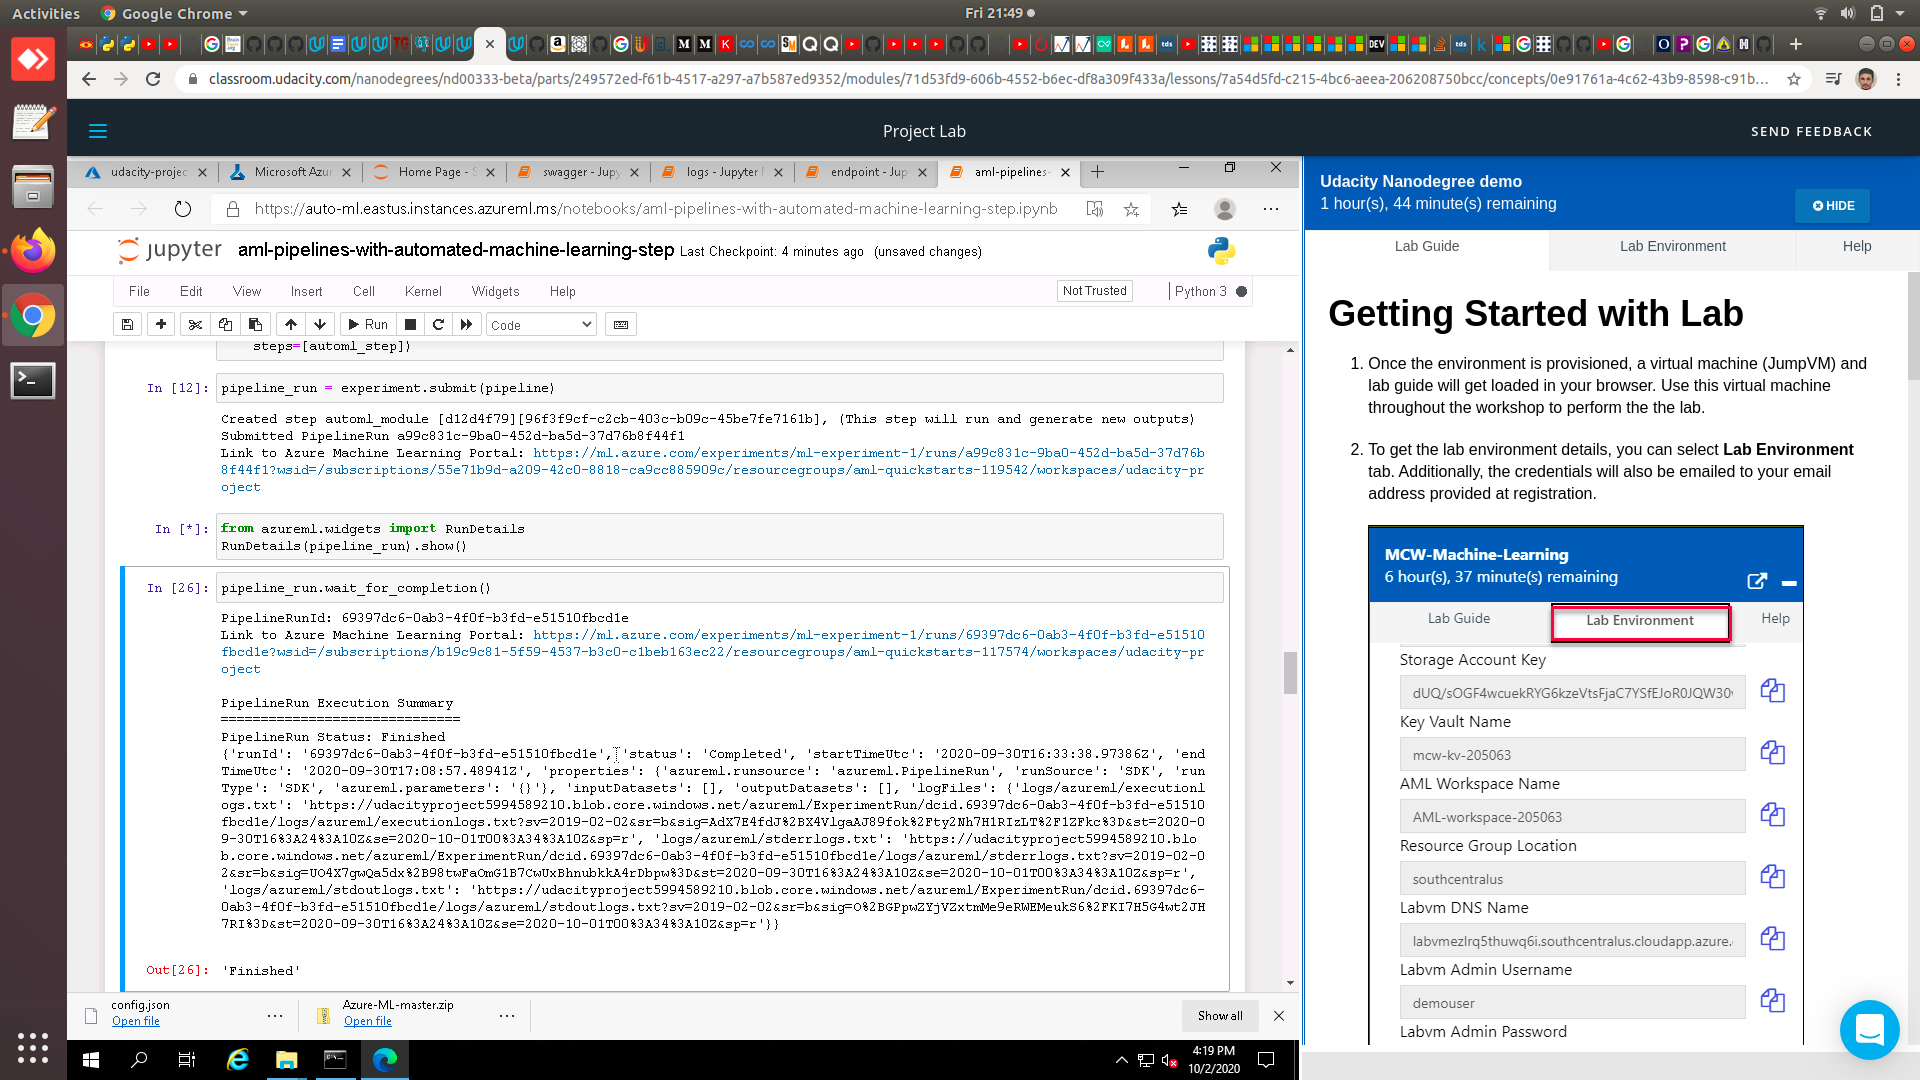 Activities
Google Chrome
Fri 21:49
classroom.udacity.com/nanodegrees/nd00333-beta/parts/249572ed-f61b-4517-a297-a7b587ed9352/modules/71d53fd9-606b-4552-b6ec-df8a309f433a/lessons/7a54d5fd-c215-4bc6-aeea-206208750bcc/concepts/0e91761a-4c62-43b9-8598-c91b...
Project Lab
SEND FEEDBACK
udacity-projec
Microsoft Azur
Home Page - S
swagger - Jupy
logs - Jupyter N
endpoint - Jup
aml-pipelines-
https://auto-ml.eastus.instances.azureml.ms/notebooks/aml-pipelines-with-automated-machine-learning-step.ipynb
jupyter aml-pipelines-with-automated-machine-learning-step Last Checkpoint: 4 minutes ago (unsaved changes)
File Edit View Insert Cell Kernel Widgets Help
Not Trusted
Python 3
Run
Code
steps=[automl_step])
In [12]: pipeline_run = experiment.submit(pipeline)
Created step automl_module [d12d4f79][96f3f9cf-c2cb-403c-b09c-45be7fe7161b], (This step will run and generate new outputs)
Submitted PipelineRun a99c831c-9ba0-452d-ba5d-37d76b8f44f1
Link to Azure Machine Learning Portal: https://ml.azure.com/experiments/ml-experiment-1/runs/a99c831c-9ba0-452d-ba5d-37d76b
8f44f1?wsid=/subscriptions/55e71b9d-a209-42c0-8818-ca9cc885909c/resourcegroups/aml-quickstarts-119542/workspaces/udacity-pr
oject
In [*]: from azureml.widgets import RunDetails
RunDetails(pipeline_run).show()
In [26]: pipeline_run.wait_for_completion()
PipelineRunId: 69397dc6-0ab3-4f0f-b3fd-e51510fbcd1e
Link to Azure Machine Learning Portal: https://ml.azure.com/experiments/ml-experiment-1/runs/69397dc6-0ab3-4f0f-b3fd-e51510
fbcd1e?wsid=/subscriptions/b19c9c81-5f59-4537-b3c0-c1beb163ec22/resourcegroups/aml-quickstarts-117574/workspaces/udacity-pr
oject
PipelineRun Execution Summary
==============================
PipelineRun Status: Finished
{'runId': '69397dc6-0ab3-4f0f-b3fd-e51510fbcd1e', 'status': 'Completed', 'startTimeUtc': '2020-09-30T16:33:38.97386Z', 'end
TimeUtc': '2020-09-30T17:08:57.48941Z', 'properties': {'azureml.runsource': 'azureml.PipelineRun', 'runSource': 'SDK', 'run
Type': 'SDK', 'azureml.parameters': '{}'}, 'inputDatasets': [], 'outputDatasets': [], 'logFiles': {'logs/azureml/executionl
ogs.txt': 'https://udacityproject5994589210.blob.core.windows.net/azureml/ExperimentRun/dcid.69397dc6-0ab3-4f0f-b3fd-e51510
fbcd1e/logs/azureml/executionlogs.txt?sv=2019-02-02&sr=b&sig=AdX7E4fdJ%2BX4VlgaAJ89fok%2Fty2Nh7H1RIzLT%2F1ZFkc%3D&st=2020-0
9-30T16%3A24%3A10Z&se=2020-10-01T00%3A34%3A10Z&sp=r', 'logs/azureml/stderrlogs.txt': 'https://udacityproject5994589210.blo
b.core.windows.net/azureml/ExperimentRun/dcid.69397dc6-0ab3-4f0f-b3fd-e51510fbcd1e/logs/azureml/stderrlogs.txt?sv=2019-02-0
2&sr=b&sig=UO4X7gwQa5dx%2B98twFaOmG1B7CwUxBhnubkkA4rDbpw%3D&st=2020-09-30T16%3A24%3A10Z&se=2020-10-01T00%3A34%3A10Z&sp=r',
'logs/azureml/stdoutlogs.txt': 'https://udacityproject5994589210.blob.core.windows.net/azureml/ExperimentRun/dcid.69397dc6-
0ab3-4f0f-b3fd-e51510fbcd1e/logs/azureml/stdoutlogs.txt?sv=2019-02-02&sr=b&sig=O%2BGPpwZYjVZxtmMe9eRWEMeukS6%2FKI7H5G4wt2JH
7RI%3D&st=2020-09-30T16%3A24%3A10Z&se=2020-10-01T00%3A34%3A10Z&sp=r'}}
Out[26]: 'Finished'
config.json
Open file
Azure-ML-master.zip
Open file
Show all
4:19 PM
10/2/2020
Udacity Nanodegree demo
1 hour(s), 44 minute(s) remaining
HIDE
Lab Guide
Lab Environment
Help
Getting Started with Lab
1. Once the environment is provisioned, a virtual machine (JumpVM) and
lab guide will get loaded in your browser. Use this virtual machine
throughout the workshop to perform the the lab.
2. To get the lab environment details, you can select Lab Environment
tab. Additionally, the credentials will also be emailed to your email
address provided at registration.
MCW-Machine-Learning
6 hour(s), 37 minute(s) remaining
Lab Guide
Lab Environment
Help
Storage Account Key
dUQ/sOGF4wcuekRYG6kzeVtsFjaC7YSfEJoR0JQW30
Key Vault Name
mcw-kv-205063
AML Workspace Name
AML-workspace-205063
Resource Group Location
southcentralus
Labvm DNS Name
labvmezlrq5thuwq6i.southcentralus.cloudapp.azure.
Labvm Admin Username
demouser
Labvm Admin Password